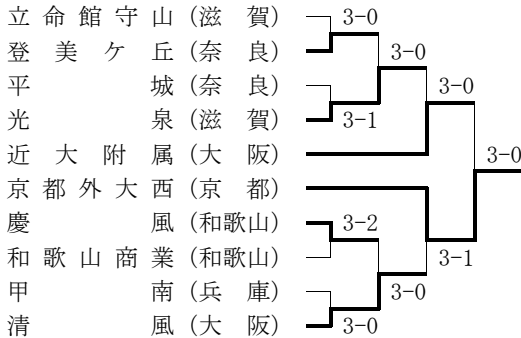 立命館守山(滋賀) 3-0
登美ケ丘(奈良) 3-0
平城(奈良) 3-0
光泉(滋賀) 3-1
近大附属(大阪) 3-0
京都外大西(京都)
慶風(和歌山) 3-2
和歌山商業(和歌山) 3-1
甲南(兵庫) 3-0
清風(大阪) 3-0